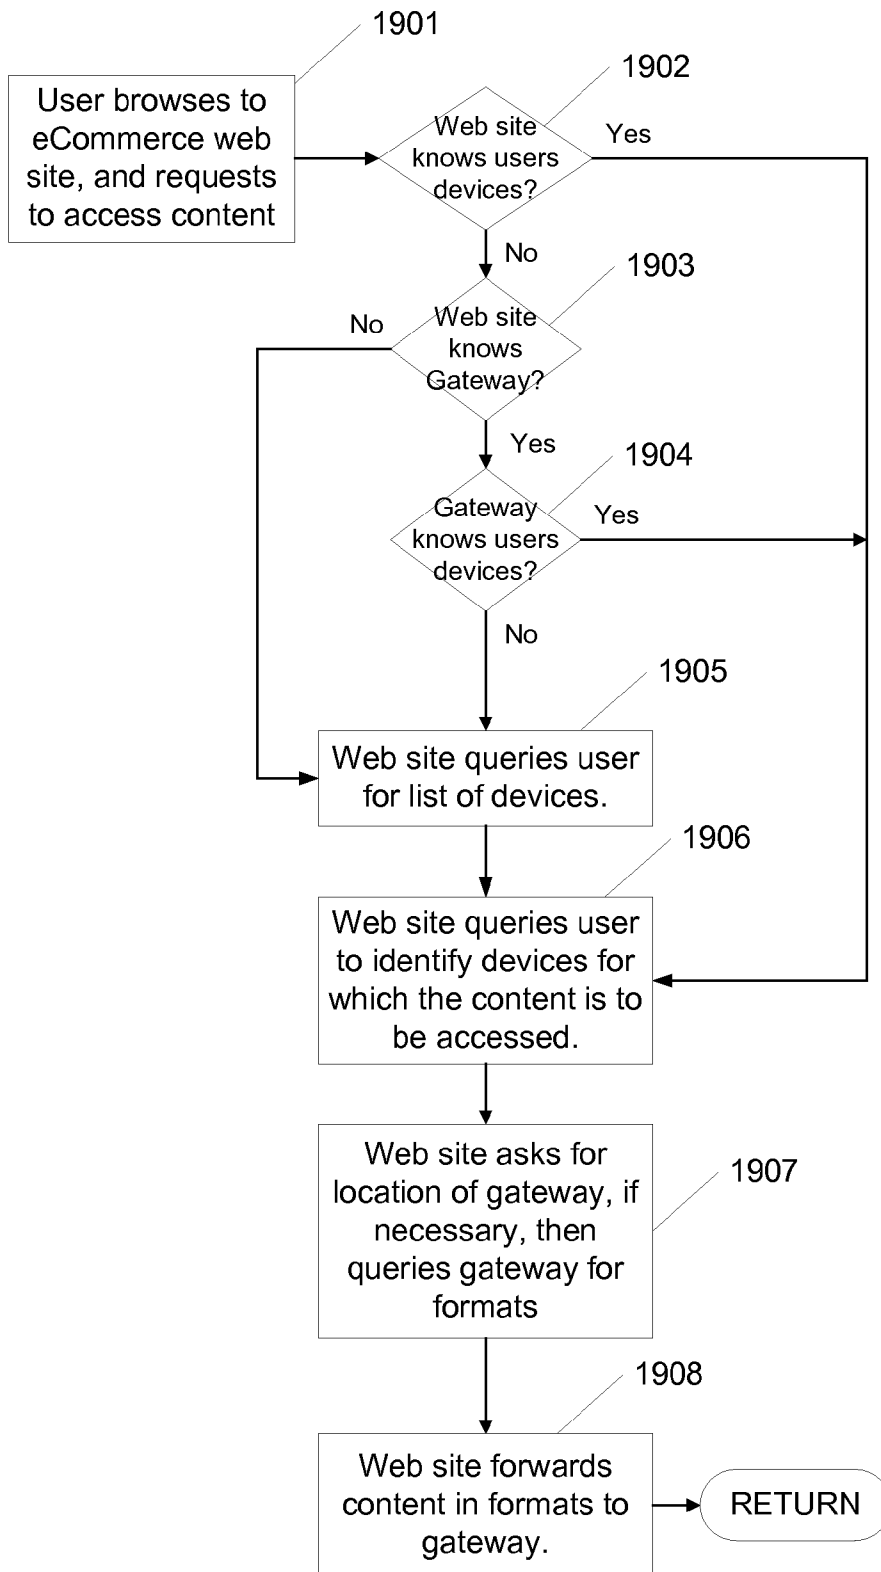 1901
User browses to
eCommerce web
site, and requests
to access content
1902
Web site
knows users
devices?
Yes
No
1903
Web site
knows
Gateway?
No
Yes
1904
Gateway
knows users
devices?
Yes
No
1905
Web site queries user
for list of devices.
1906
Web site queries user
to identify devices for
which the content is to
be accessed.
1907
Web site asks for
location of gateway, if
necessary, then
queries gateway for
formats
1908
Web site forwards
content in formats to
gateway.
RETURN